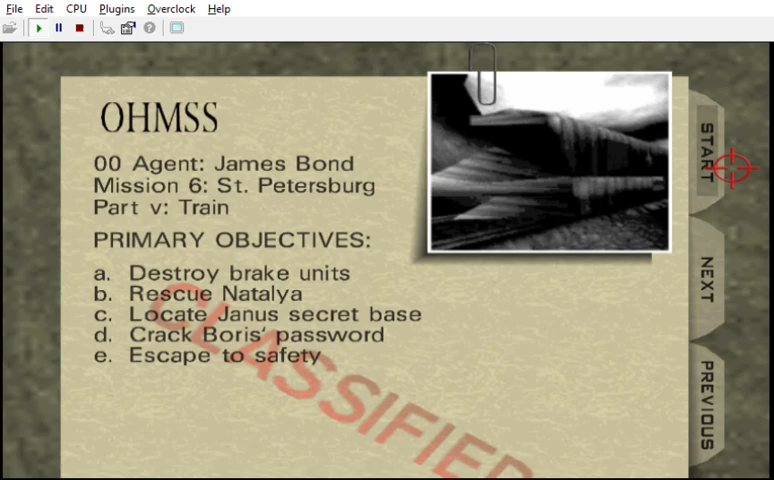 File Edit CPU Plugins Overclock Help
OHMSS
00 Agent: James Bond
Mission 6: St. Petersburg
Part v: Train
PRIMARY OBJECTIVES:
a. Destroy brake units
b. Rescue Natalya
c. Locate Janus secret base
d. Crack Boris' password
e. Escape to safety
CLASSIFIED
START
NEXT
PREVIOUS